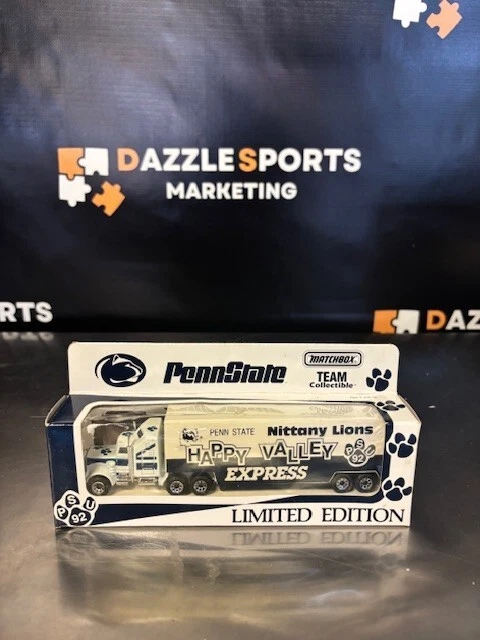 DAZZLESPORTS
MARKETING
RTS
DAZ
PennState
MATCHBOX
TEAM
Collectible
PENN STATE Nittany Lions
HAPPY VALLEY
EXPRESS
PSU
92
PSU
92
LIMITED EDITION